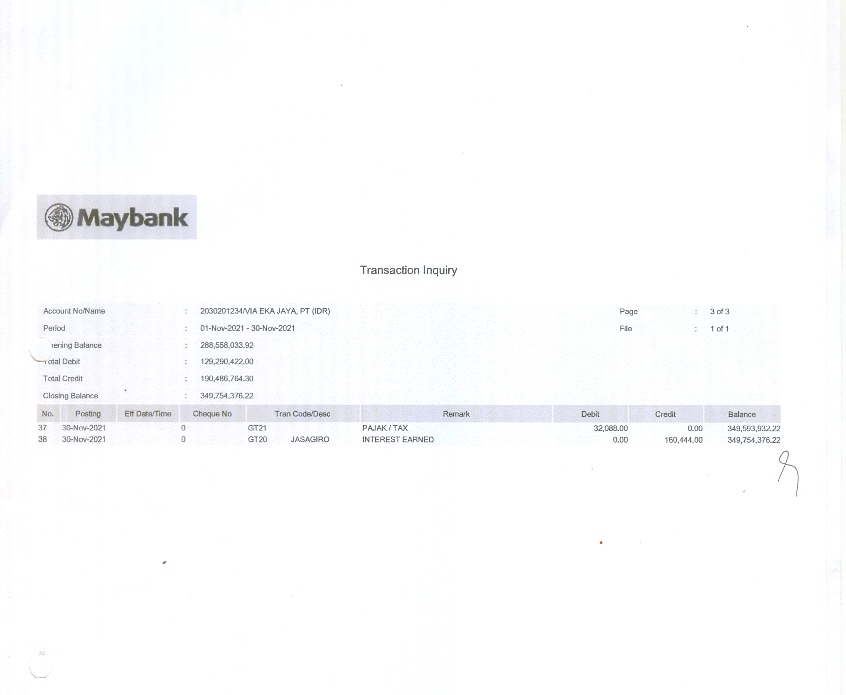 Maybank
Transaction Inquiry
Account No/Name : 2030201234/VIA EKA JAYA, PT (IDR) Page : 3 of 3
Period : 01-Nov-2021 - 30-Nov-2021 File : 1 of 1
ening Balance : 288,558,033.92
otal Debit : 129,290,422.00
Total Credit : 190,486,764.30
Closing Balance : 349,754,376.22
No. Posting Eff Date/Time Cheque No Tran Code/Desc Remark Debit Credit Balance
37 30-Nov-2021 0 GT21 PAJAK / TAX 32,088.00 0.00 349,593,932.22
38 30-Nov-2021 0 GT20 JASAGIRO INTEREST EARNED 0.00 160,444.00 349,754,376.22